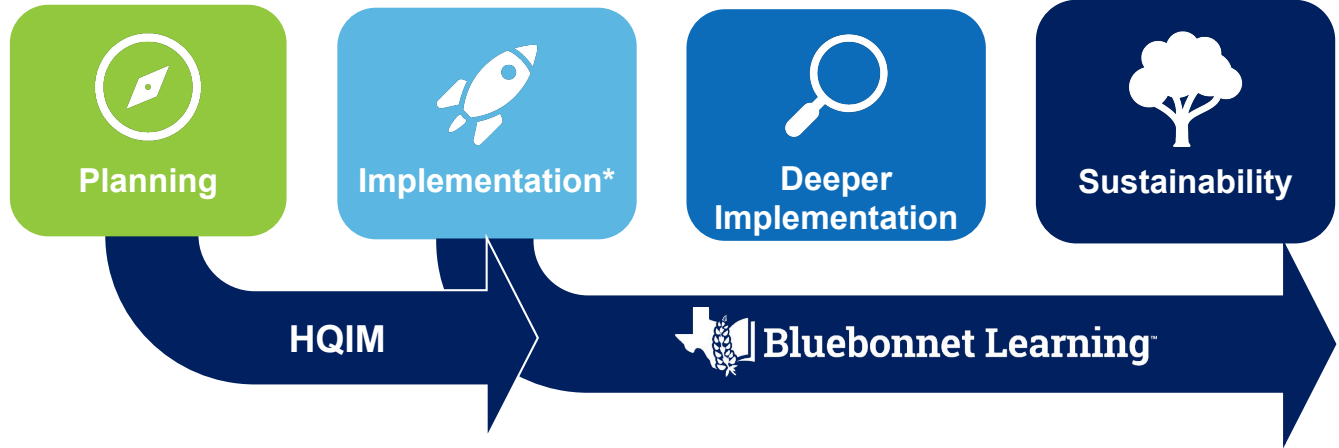 Planning
Implementation*
Deeper
Implementation
Sustainability
HQIM
Bluebonnet Learning™